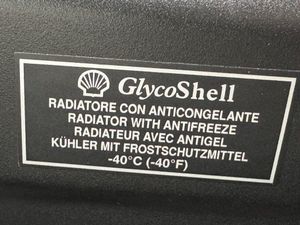 GlycoShell
RADIATORE CON ANTICONGELANTE
RADIATOR WITH ANTIFREEZE
RADIATEUR AVEC ANTIGEL
KÜHLER MIT FROSTSCHUTZMITTEL
-40°C (-40°F)